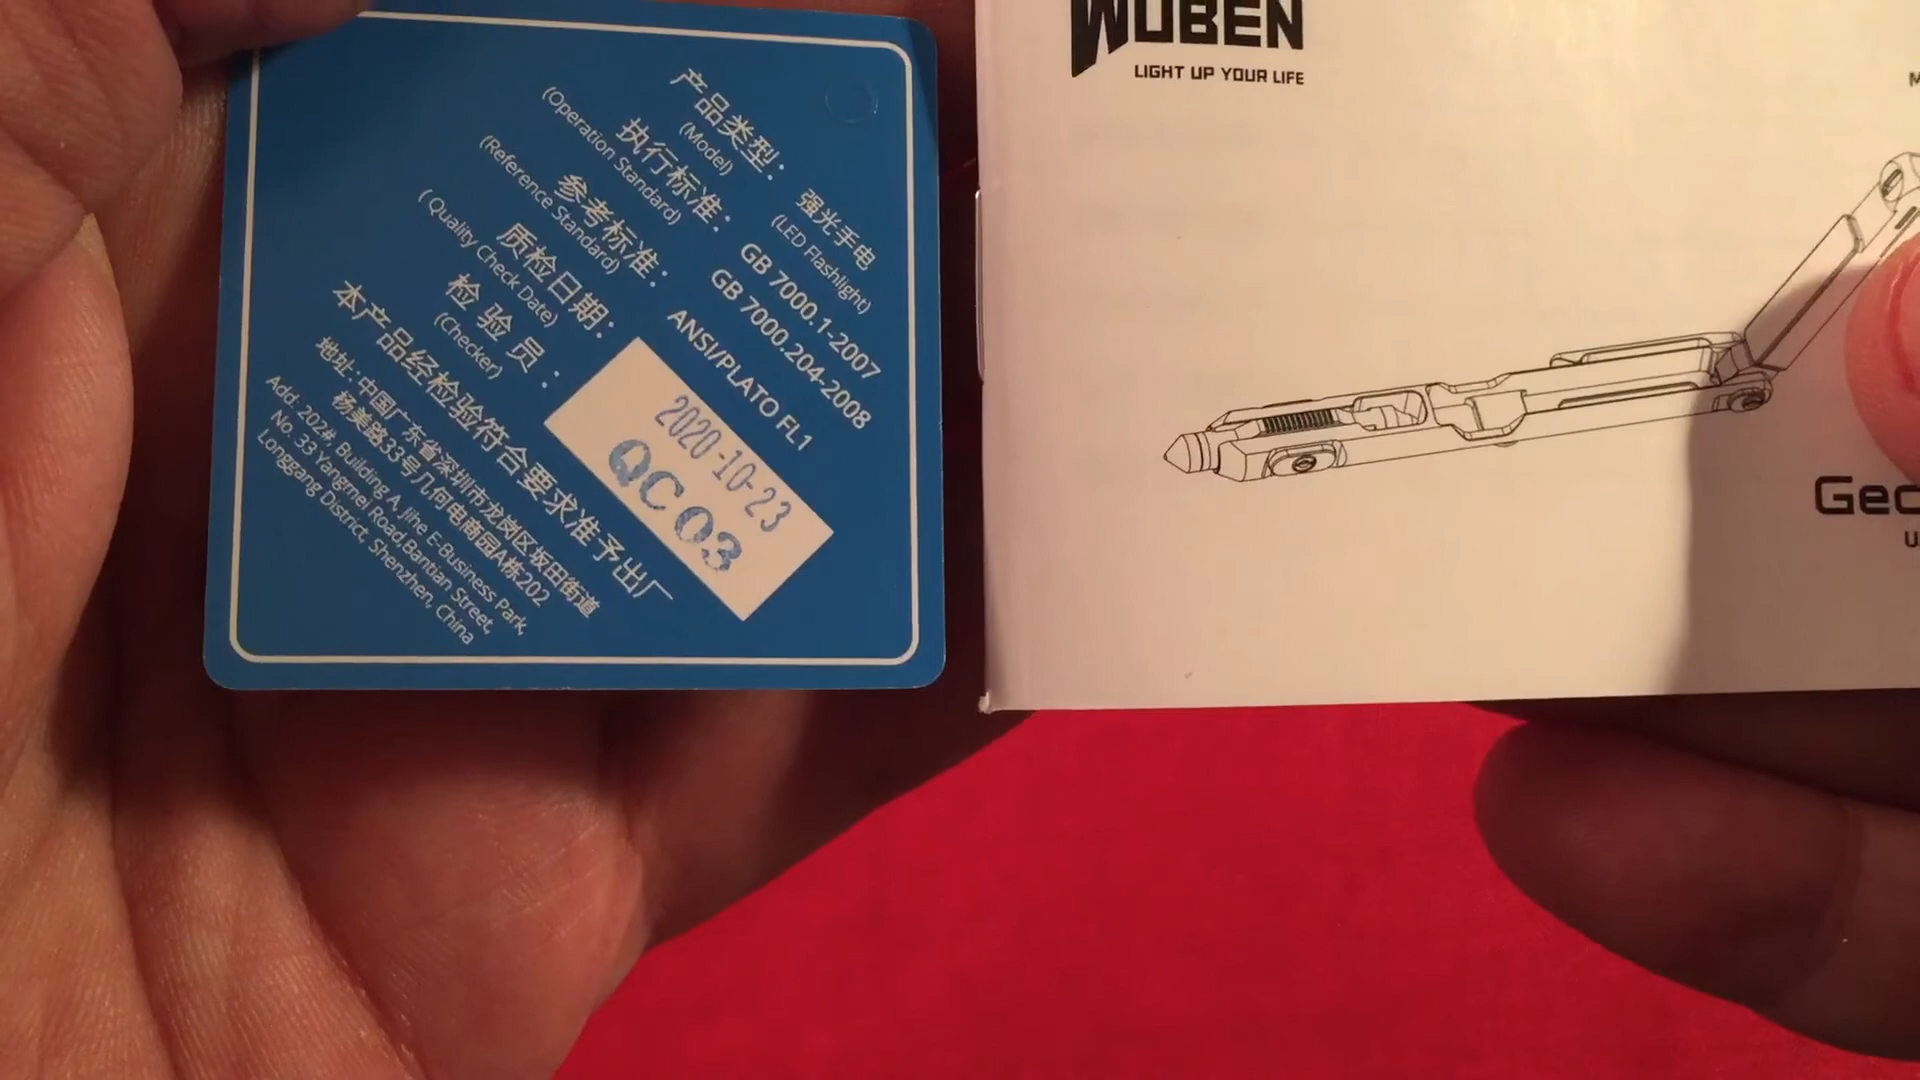 产品类型：
(Model)
强光手电
(LED Flashlight)
执行标准：
(Operation Standard)
GB 7000.1-2007
GB 7000.204-2008
参考标准：
(Reference Standard)
ANSI/PLATO FL1
质检日期：
(Quality Check Date)
2020-10-23
检验员：
(Checker)
QC 03
本产品经检验符合要求准予出厂
地址: 中国广东省深圳市龙岗区坂田街道
杨美路33号几何电商园A栋202
Add: 202#, Building A, Jihe E-Business Park,
No. 33 Yangmei Road,Bantian Street,
Longgang District, Shenzhen, China
WUBEN
LIGHT UP YOUR LIFE